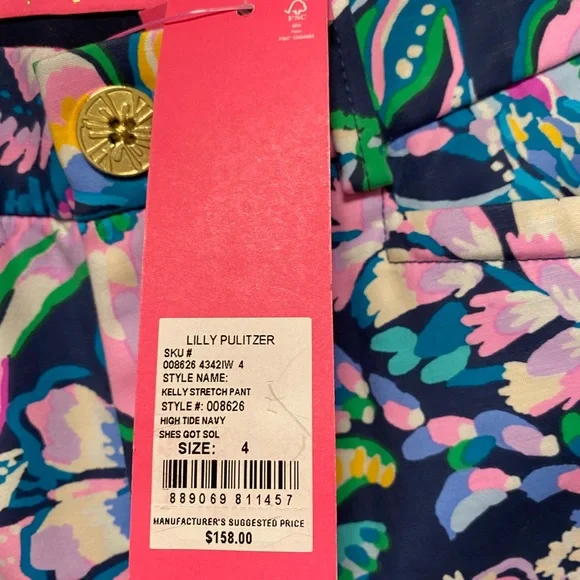 FSC
LILLY PULITZER
SKU #
008626 4342IW 4
STYLE NAME:
KELLY STRETCH PANT
STYLE #: 008626
HIGH TIDE NAVY
SHES GOT SOL
SIZE: 4
889069 811457
MANUFACTURER'S SUGGESTED PRICE
$158.00